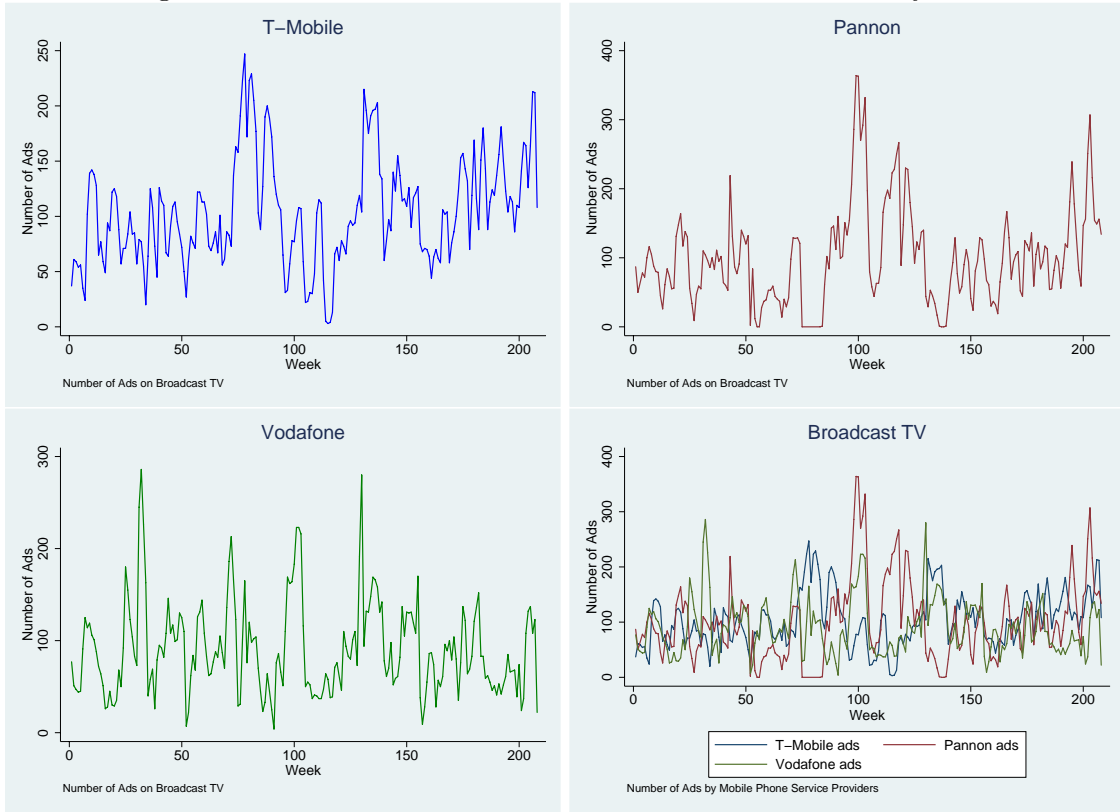 T−Mobile
Number of Ads
250
200
150
100
50
0
0 50 100 150 200
Week
Number of Ads on Broadcast TV
Pannon
Number of Ads
400
300
200
100
0
0 50 100 150 200
Week
Number of Ads on Broadcast TV
Vodafone
Number of Ads
300
200
100
0
0 50 100 150 200
Week
Number of Ads on Broadcast TV
Broadcast TV
Number of Ads
400
300
200
100
0
0 50 100 150 200
Week
T−Mobile ads Pannon ads
Vodafone ads
Number of Ads by Mobile Phone Service Providers